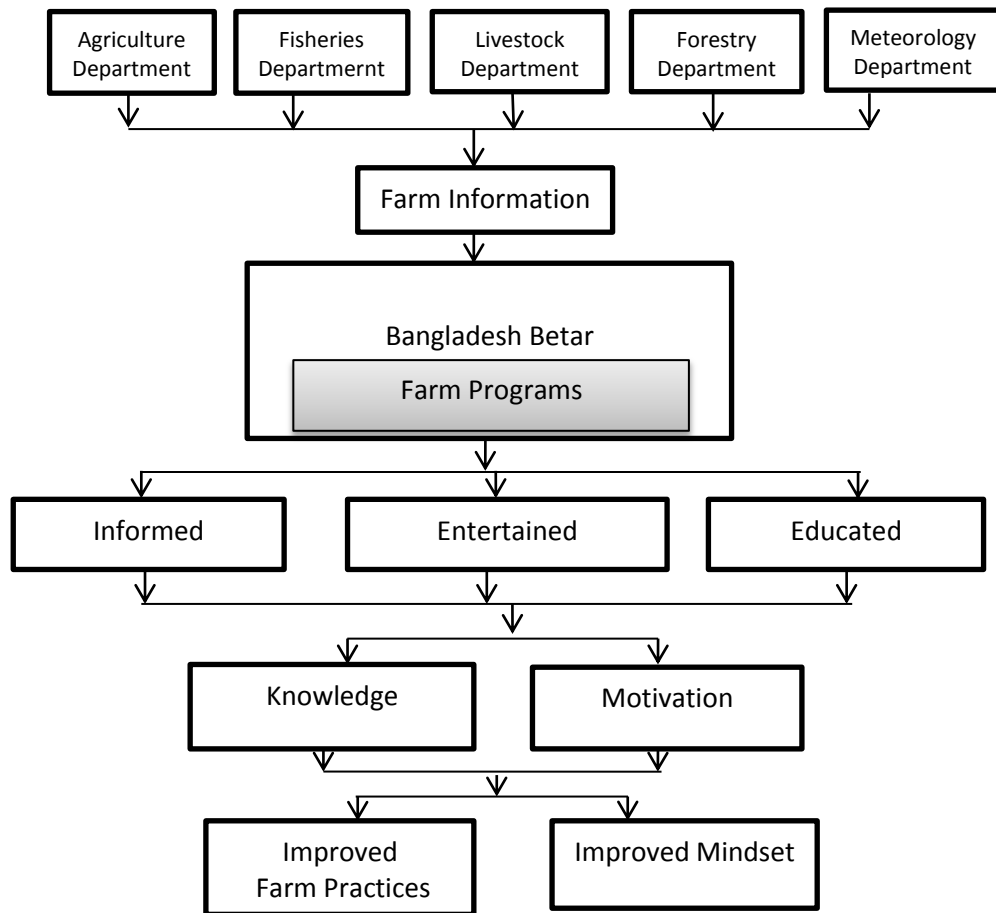 Agriculture
Department
Fisheries
Departmernt
Livestock
Department
Forestry
Department
Meteorology
Department
Farm Information
Bangladesh Betar
Farm Programs
Informed
Entertained
Educated
Knowledge
Motivation
Improved
Farm Practices
Improved Mindset